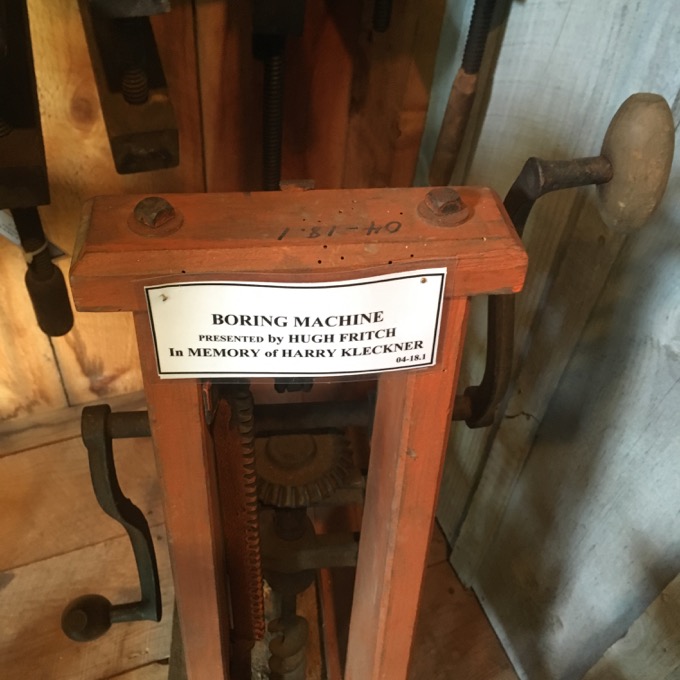 04-18.1
BORING MACHINE
PRESENTED by HUGH FRITCH
In MEMORY of HARRY KLECKNER
04-18.1